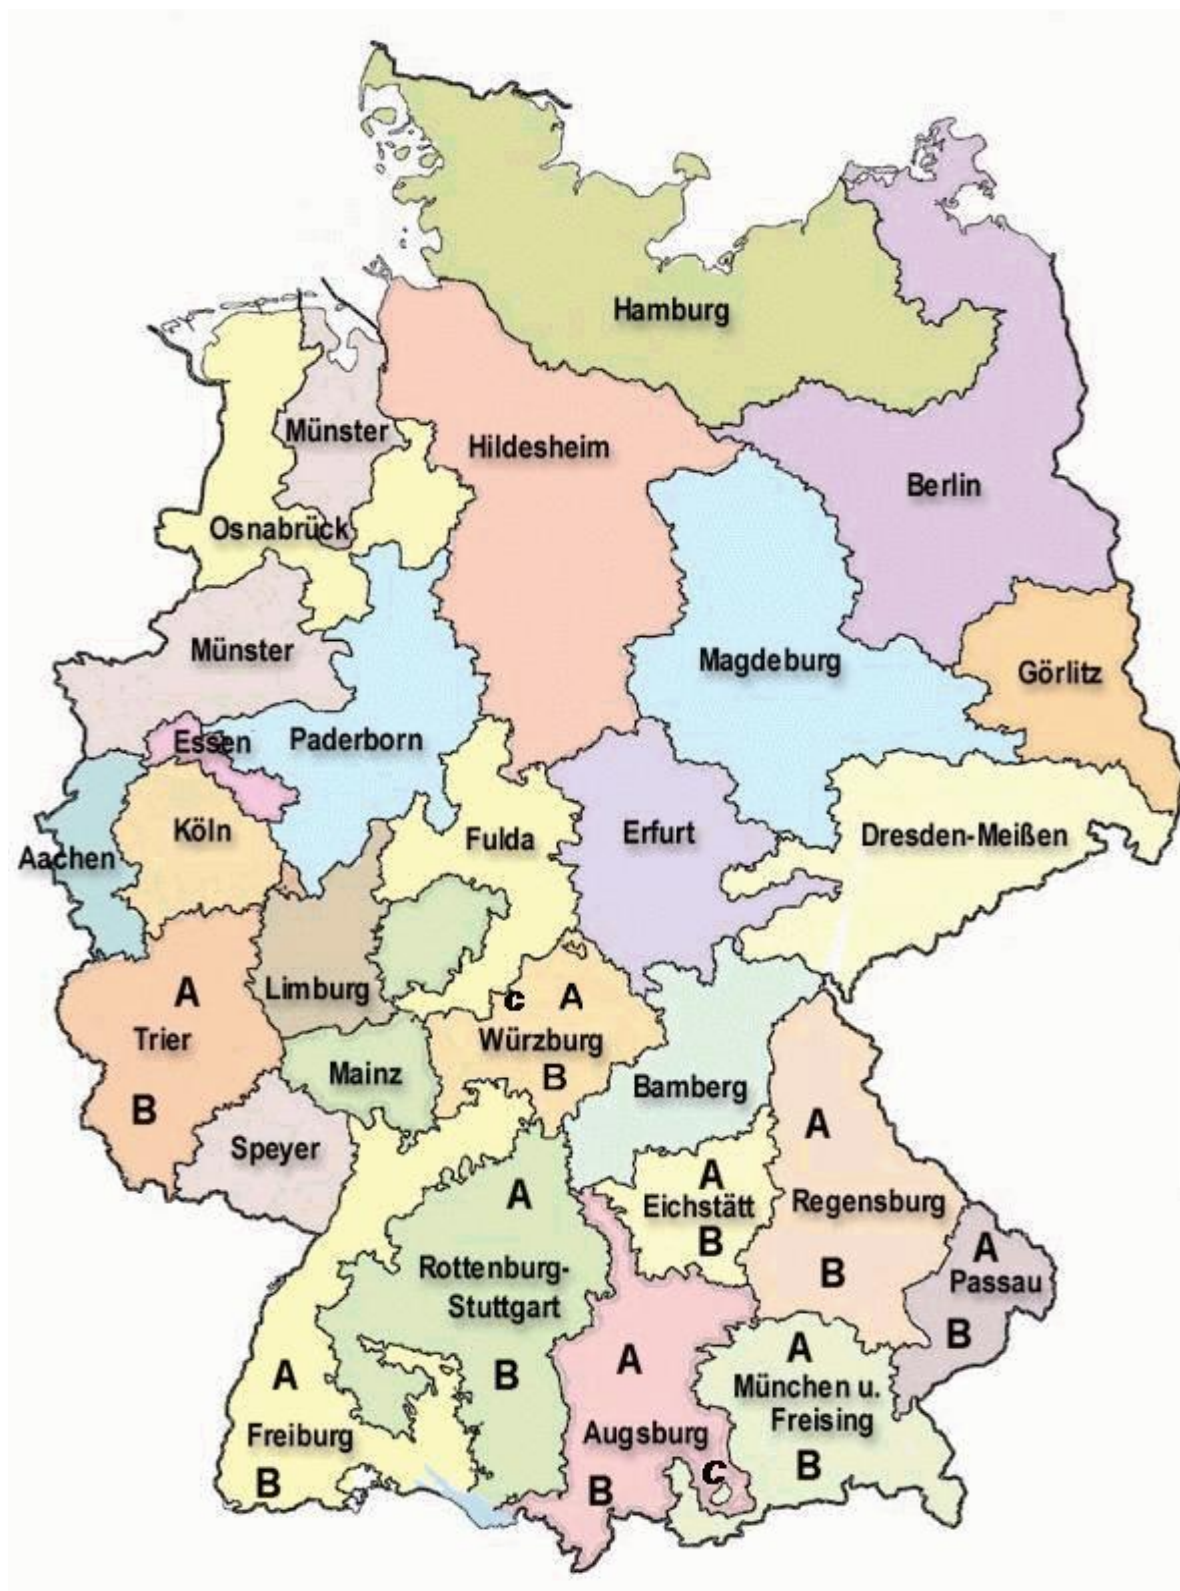 Hamburg
Münster
Hildesheim
Berlin
Osnabrück
Münster
Magdeburg
Görlitz
Essen
Paderborn
Köln
Fulda
Erfurt
Dresden-Meißen
Aachen
A
Limburg
c
A
Trier
Würzburg
Mainz
B
Bamberg
B
A
Speyer
A
A
Eichstätt
Regensburg
B
A
Rottenburg-
Stuttgart
B
Passau
B
A
A
A
B
München u.
Freising
Freiburg
Augsburg
B
B
c
B